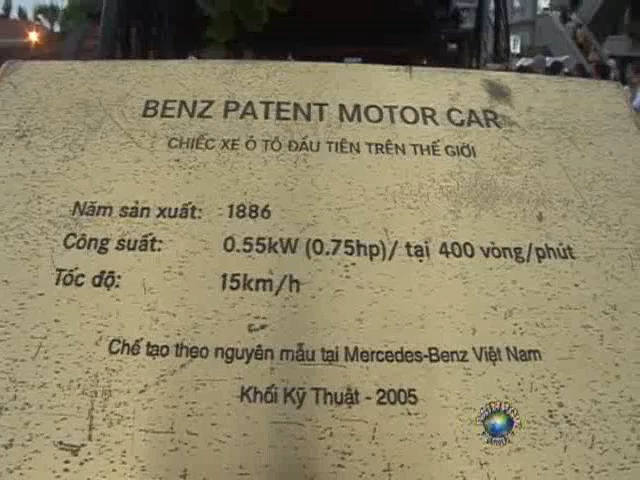 BENZ PATENT MOTOR CAR
CHIẾC XE Ô TÔ ĐẦU TIÊN TRÊN THẾ GIỚI
Năm sản xuất: 1886
Công suất: 0.55kW (0.75hp)/ tại 400 vòng/phút
Tốc độ: 15km/h
Chế tạo theo nguyên mẫu tại Mercedes-Benz Việt Nam
Khối Kỹ Thuật - 2005